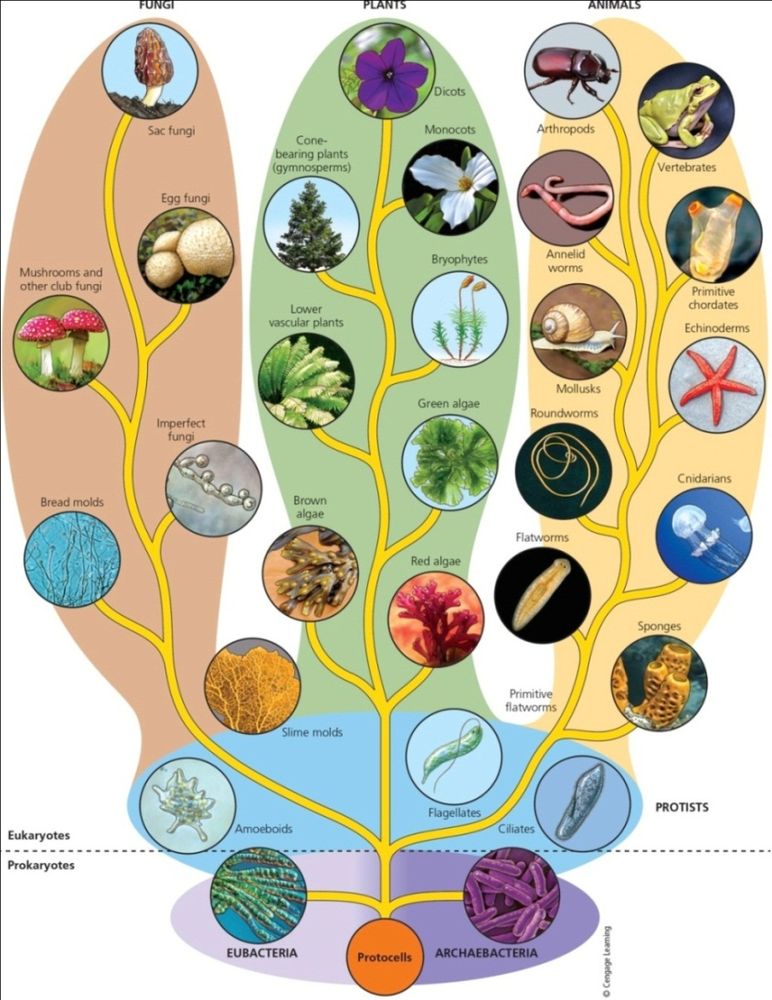 FUNGI
PLANTS
ANIMALS
Sac fungi
Dicots
Monocots
Cone-
bearing plants
(gymnosperms)
Arthropods
Vertebrates
Egg fungi
Annelid
worms
Bryophytes
Mushrooms and
other club fungi
Primitive
chordates
Lower
vascular plants
Echinoderms
Mollusks
Green algae
Roundworms
Imperfect
fungi
Cnidarians
Bread molds
Brown
algae
Flatworms
Red algae
Sponges
Primitive
flatworms
Slime molds
PROTISTS
Flagellates
Amoeboids
Ciliates
Eukaryotes
Prokaryotes
EUBACTERIA
Protocells
ARCHAEBACTERIA
© Cengage Learning